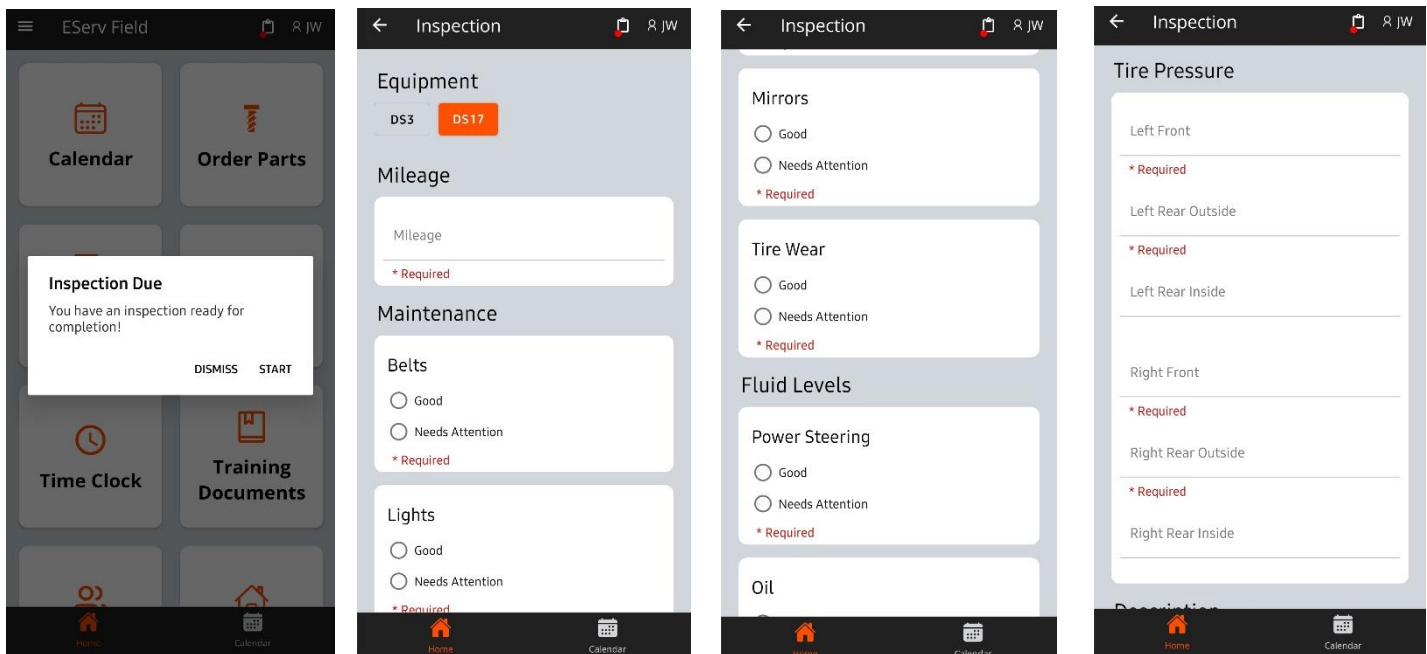 EServ Field
JW
Calendar
Order Parts
Inspection Due
You have an inspection ready for
completion!
DISMISS
START
Time Clock
Training
Documents
Home
Calendar
Inspection
JW
Equipment
DS3
DS17
Mileage
Mileage
* Required
Maintenance
Belts
Good
Needs Attention
* Required
Lights
Good
Needs Attention
* Required
Home
Calendar
Inspection
JW
Mirrors
Good
Needs Attention
* Required
Tire Wear
Good
Needs Attention
* Required
Fluid Levels
Power Steering
Good
Needs Attention
* Required
Oil
Home
Calendar
Inspection
JW
Tire Pressure
Left Front
* Required
Left Rear Outside
* Required
Left Rear Inside
Right Front
* Required
Right Rear Outside
* Required
Right Rear Inside
Description
Home
Calendar